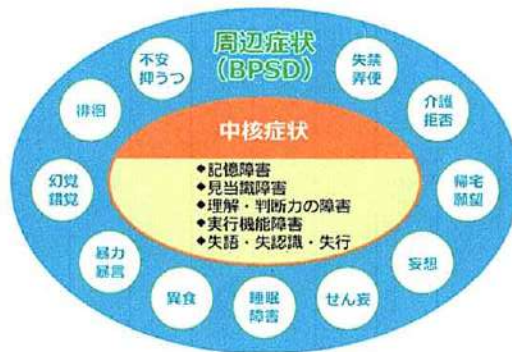 周辺症状
(BPSD)
不安
抑うつ
失禁
弄便
徘徊
介護
拒否
中核症状
幻覚
錯覚
◆記憶障害
◆見当識障害
◆理解・判断力の障害
◆実行機能障害
◆失語・失認識・失行
帰宅
願望
暴力
暴言
妄想
異食
睡眠
障害
せん妄